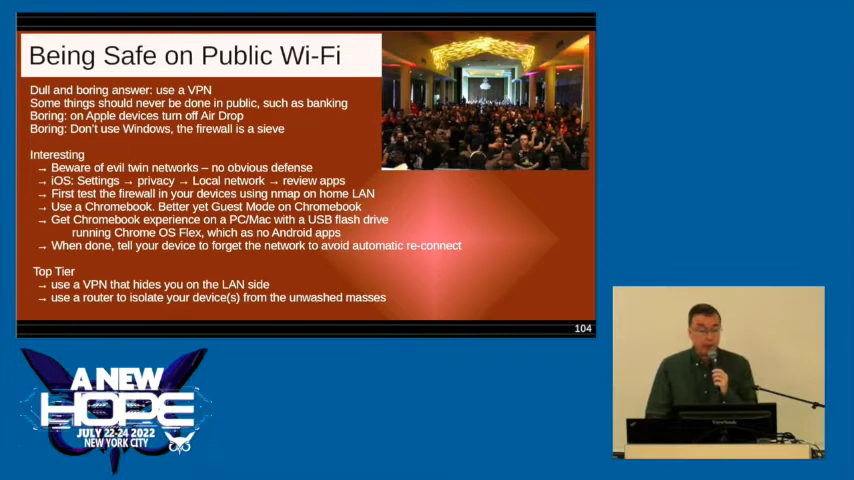 Being Safe on Public Wi-Fi
Dull and boring answer: use a VPN
Some things should never be done in public, such as banking
Boring: on Apple devices turn off Air Drop
Boring: Don't use Windows, the firewall is a sieve
Interesting
→ Beware of evil twin networks – no obvious defense
→ iOS: Settings → privacy → Local network → review apps
→ First test the firewall in your devices using nmap on home LAN
→ Use a Chromebook. Better yet Guest Mode on Chromebook
→ Get Chromebook experience on a PC/Mac with a USB flash drive
running Chrome OS Flex, which as no Android apps
→ When done, tell your device to forget the network to avoid automatic re-connect
Top Tier
→ use a VPN that hides you on the LAN side
→ use a router to isolate your device(s) from the unwashed masses
104
A NEW
HOPE
JULY 22-24 2022
NEW YORK CITY
ViewSonic